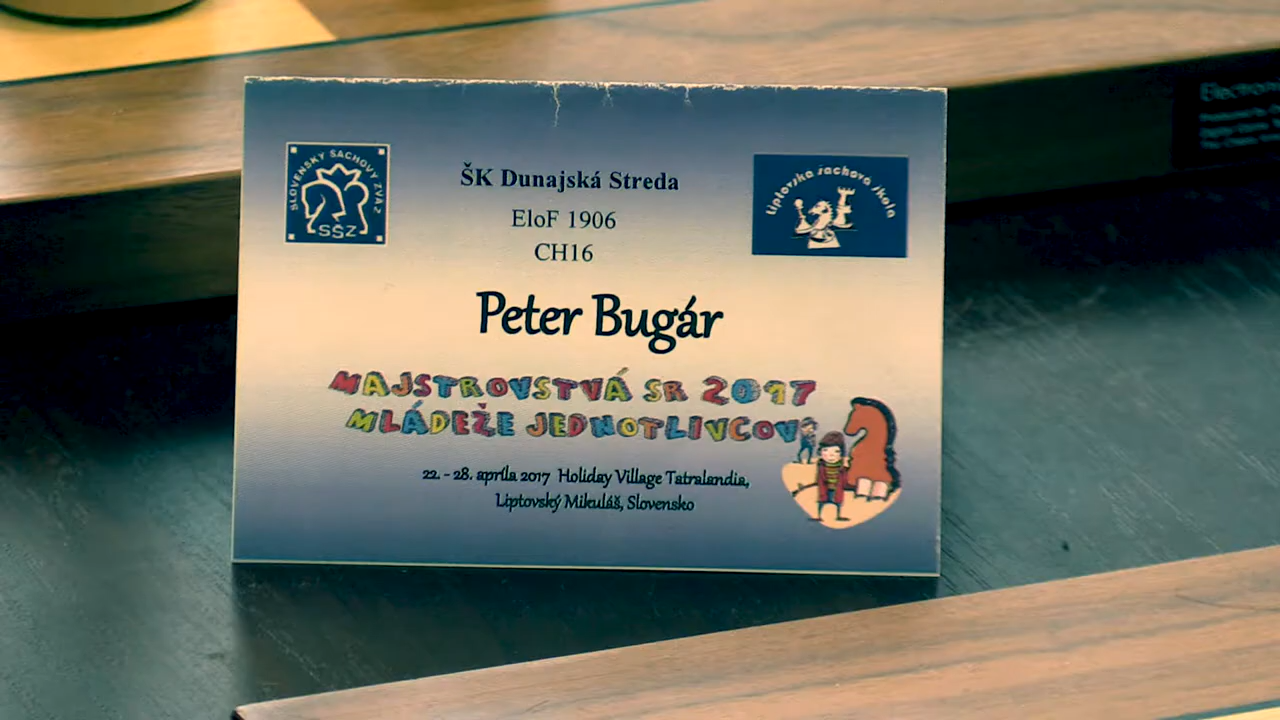 SLOVENSKÝ ŠACHOVÝ ZVÄZ
SŠZ
ŠK Dunajská Streda
EloF 1906
CH16
Liptovská šachová škola
Peter Bugár
MAJSTROVSTVÁ SR 2017
MLÁDEŽE JEDNOTLIVCOV
22. - 28. apríla 2017 Holiday Village Tatralandia,
Liptovský Mikuláš, Slovensko